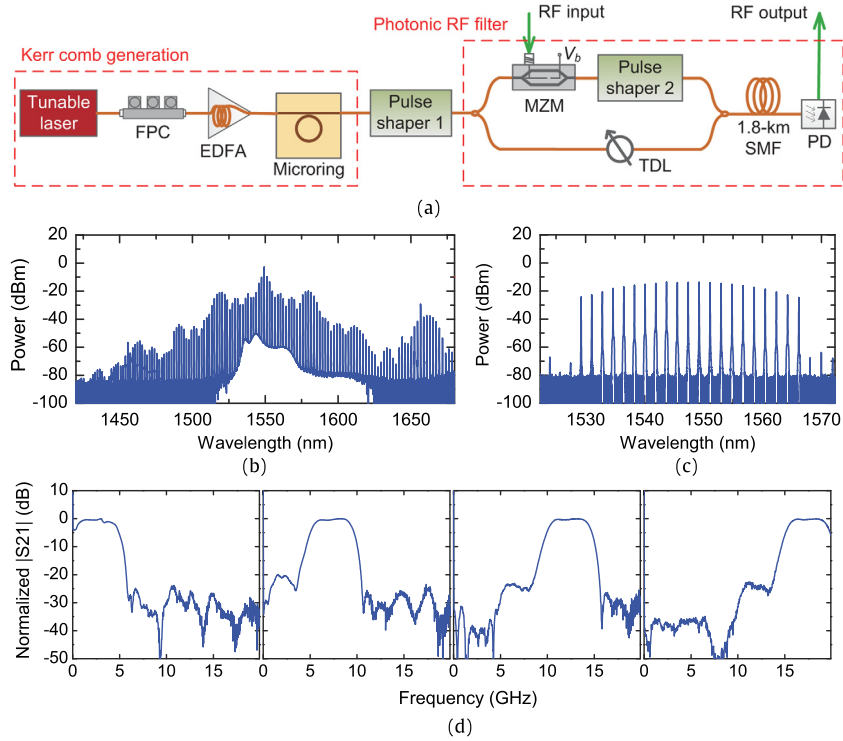 RF input
RF output
Photonic RF filter
Kerr comb generation
Tunable
laser
FPC
EDFA
Microring
Pulse
shaper 1
V_b
MZM
Pulse
shaper 2
TDL
1.8-km
SMF
PD
(a)
20
0
-20
-40
-60
-80
-100
Power (dBm)
1450 1500 1550 1600 1650
Wavelength (nm)
(b)
20
0
-20
-40
-60
-80
-100
Power (dBm)
1530 1540 1550 1560 1570
Wavelength (nm)
(c)
10
0
-10
-20
-30
-40
-50
Normalized |S21| (dB)
0 5 10 15 0 5 10 15 0 5 10 15 0 5 10 15
Frequency (GHz)
(d)